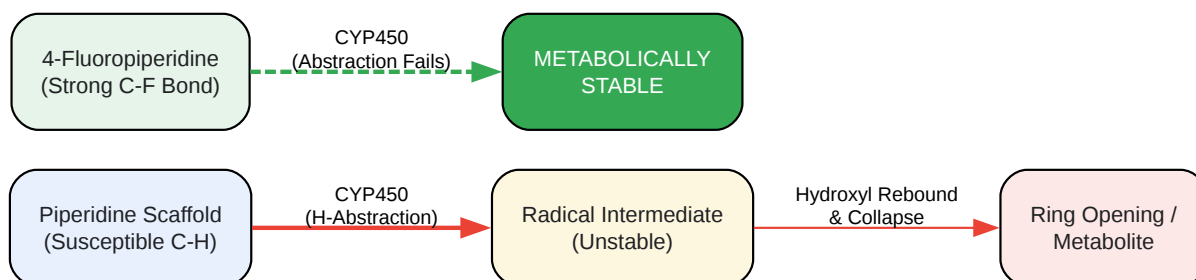 4-Fluoropiperidine
(Strong C-F Bond)
CYP450
(Abstraction Fails)
METABOLICALLY
STABLE
Piperidine Scaffold
(Susceptible C-H)
CYP450
(H-Abstraction)
Radical Intermediate
(Unstable)
Hydroxyl Rebound
& Collapse
Ring Opening /
Metabolite